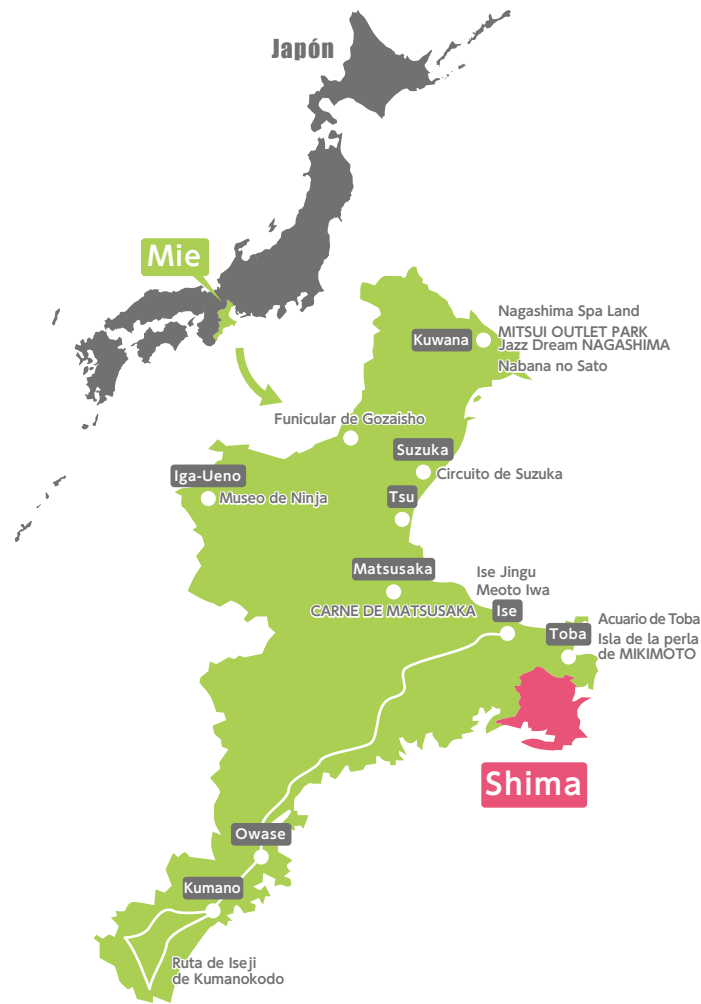 Japón
Mie
Nagashima Spa Land
MITSUI OUTLET PARK
Jazz Dream NAGASHIMA
Kuwana
Nabana no Sato
Funicular de Gozaisho
Suzuka
Circuito de Suzuka
Iga-Ueno
Museo de Ninja
Tsu
Matsusaka
CARNE DE MATSUSAKA
Ise Jingu
Meoto Iwa
Ise
Acuario de Toba
Toba
Isla de la perla
de MIKIMOTO
Shima
Owase
Kumano
Ruta de Iseji
de Kumanokodo